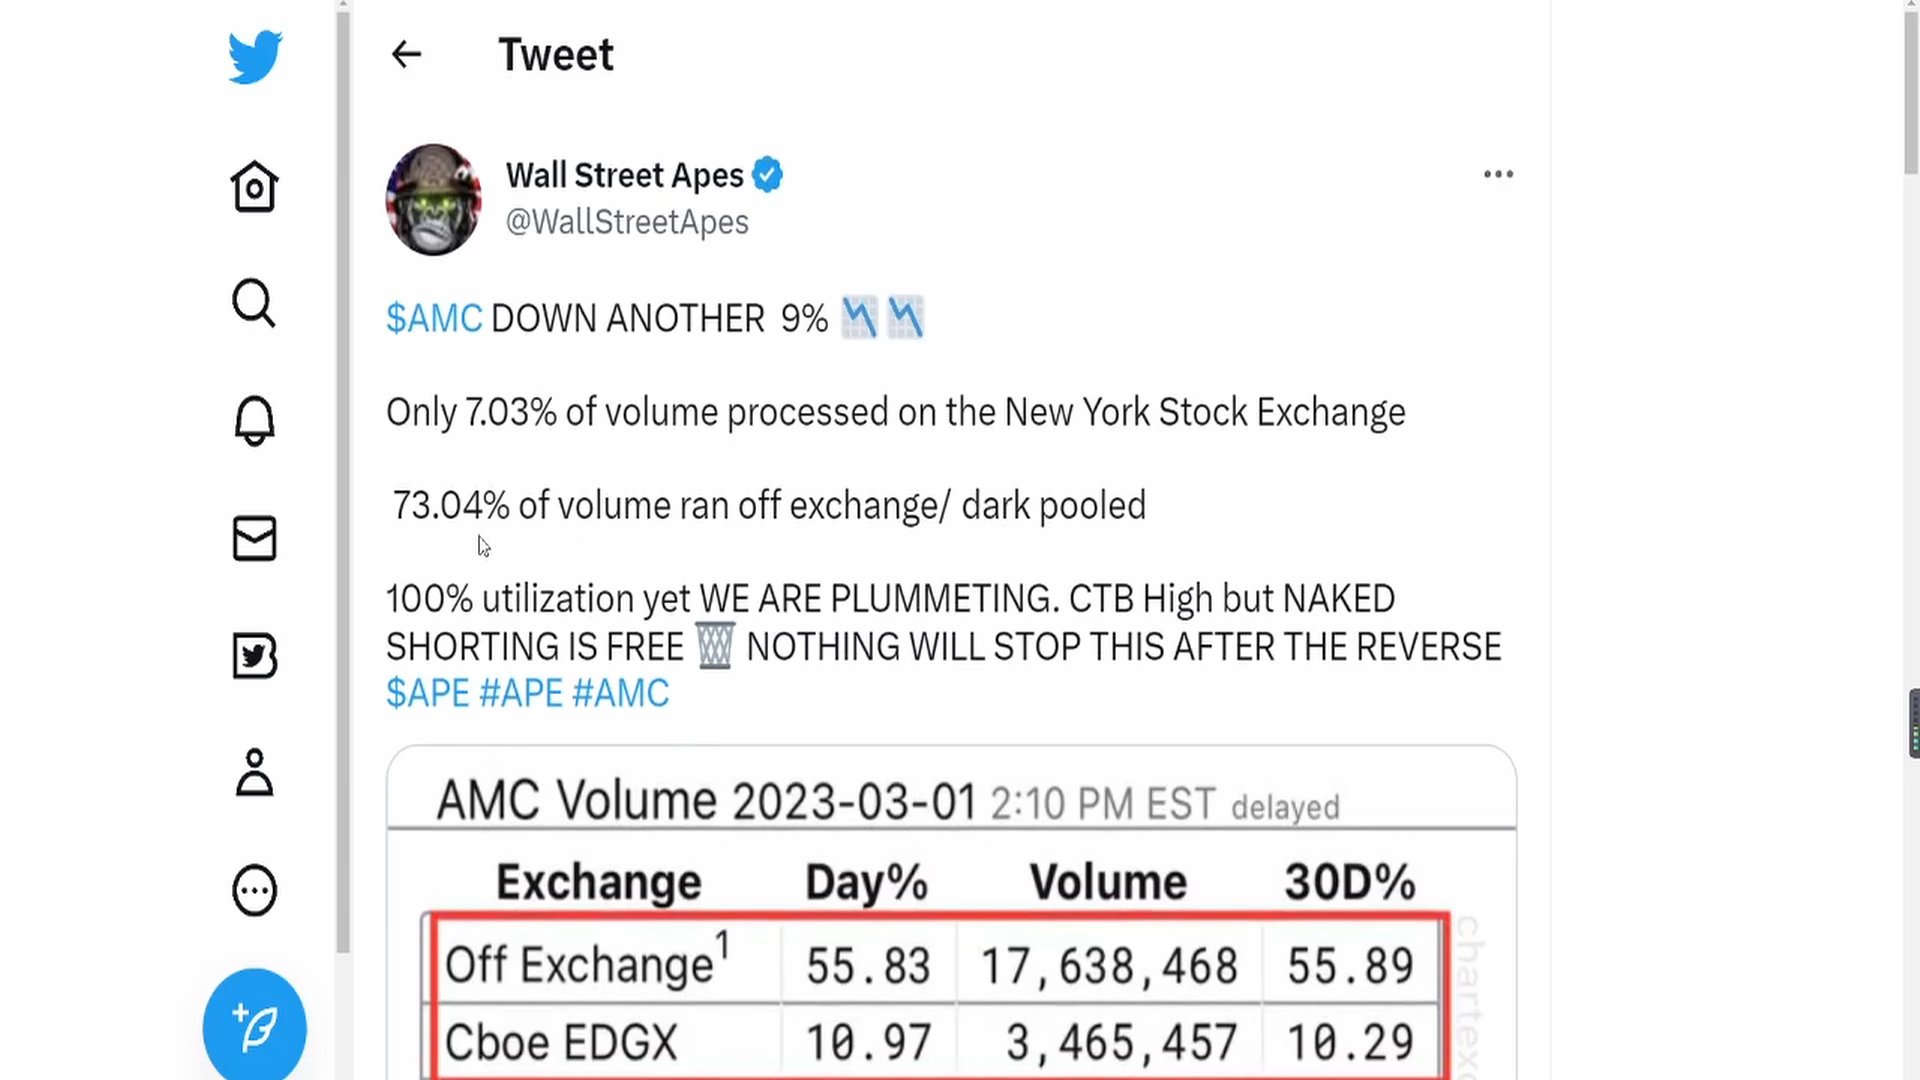 Tweet
Wall Street Apes
@WallStreetApes
$AMC DOWN ANOTHER 9%
Only 7.03% of volume processed on the New York Stock Exchange
73.04% of volume ran off exchange/ dark pooled
100% utilization yet WE ARE PLUMMETING. CTB High but NAKED
SHORTING IS FREE 🗑️ NOTHING WILL STOP THIS AFTER THE REVERSE
$APE #APE #AMC
AMC Volume 2023-03-01 2:10 PM EST delayed
Exchange Day% Volume 30D%
Off Exchange¹ 55.83 17,638,468 55.89
Cboe EDGX 10.97 3,465,457 10.29